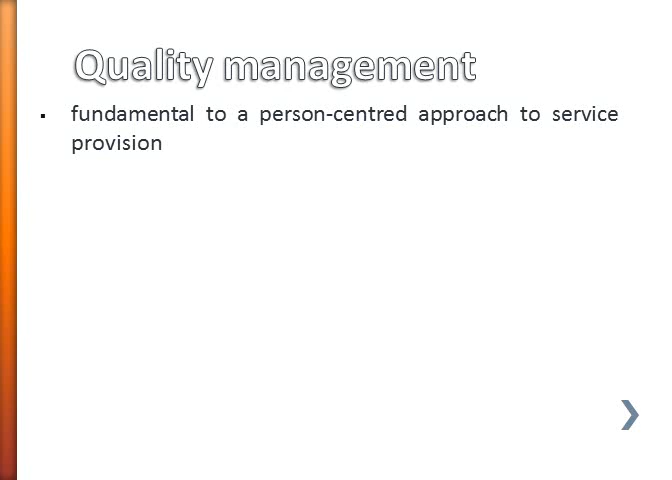 Quality management
▪ fundamental to a person-centred approach to service
provision